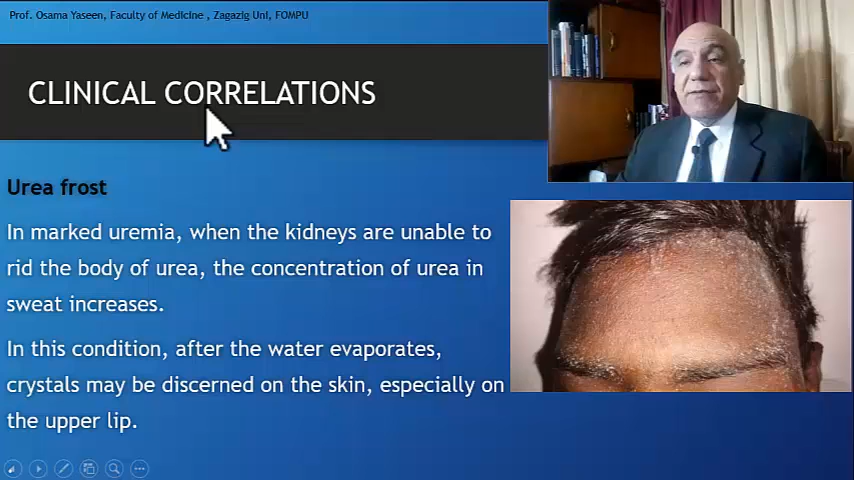 Prof. Osama Yaseen, Faculty of Medicine , Zagazig Uni, FOMPU
CLINICAL CORRELATIONS
Urea frost
In marked uremia, when the kidneys are unable to
rid the body of urea, the concentration of urea in
sweat increases.
In this condition, after the water evaporates,
crystals may be discerned on the skin, especially on
the upper lip.